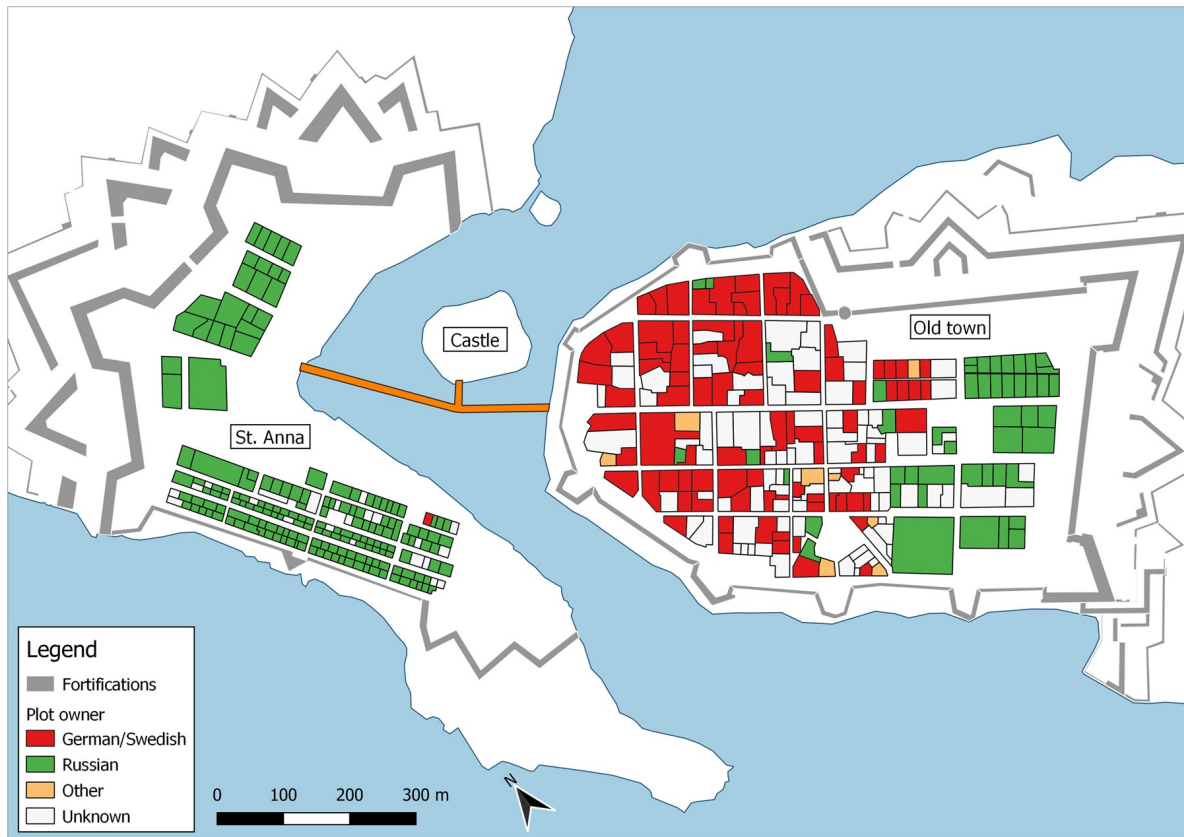 Castle
Old town
St. Anna
Legend
Fortifications
Plot owner
German/Swedish
Russian
Other
Unknown
0 100 200 300 m
N